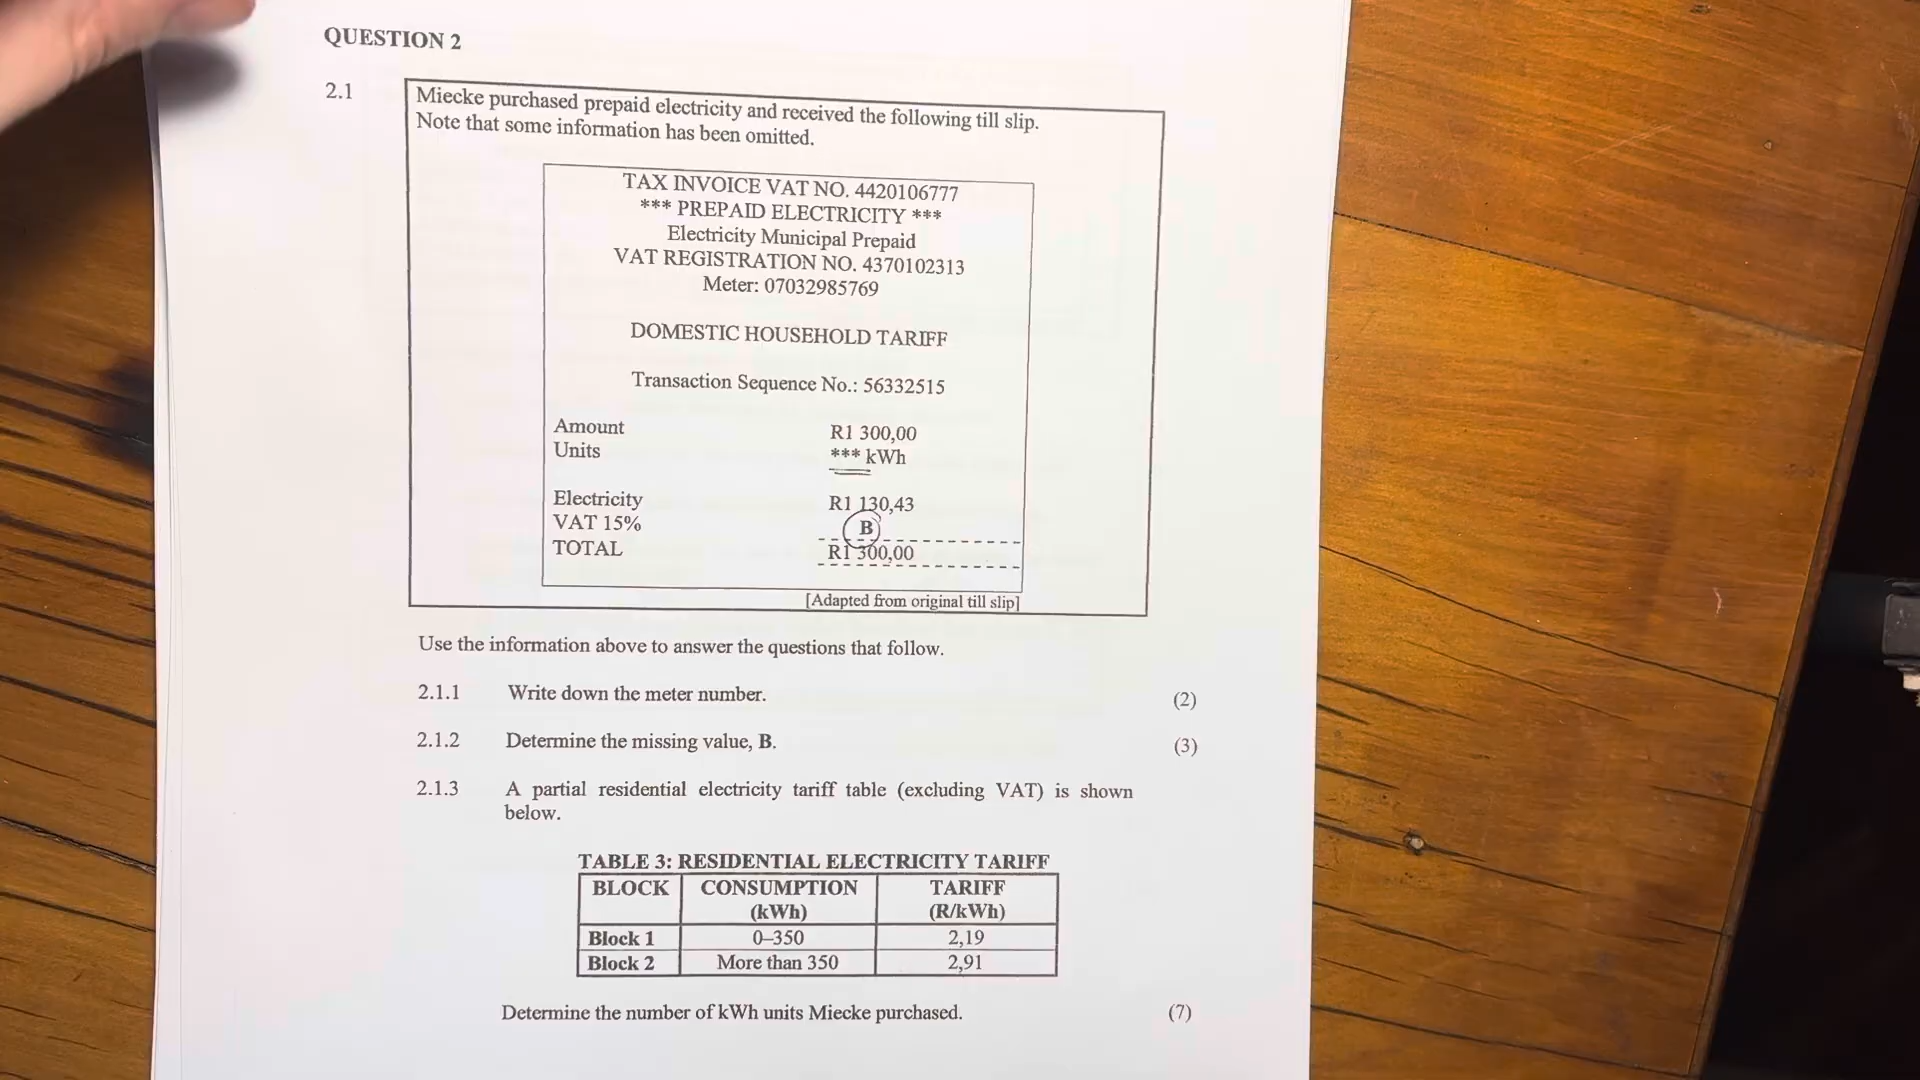 QUESTION 2
2.1 Miecke purchased prepaid electricity and received the following till slip.
Note that some information has been omitted.
TAX INVOICE VAT NO. 4420106777
*** PREPAID ELECTRICITY ***
Electricity Municipal Prepaid
VAT REGISTRATION NO. 4370102313
Meter: 07032985769
DOMESTIC HOUSEHOLD TARIFF
Transaction Sequence No.: 56332515
Amount R1 300,00
Units *** kWh
Electricity R1 130,43
VAT 15% B
TOTAL R1 300,00
[Adapted from original till slip]
Use the information above to answer the questions that follow.
2.1.1 Write down the meter number. (2)
2.1.2 Determine the missing value, B. (3)
2.1.3 A partial residential electricity tariff table (excluding VAT) is shown
below.
TABLE 3: RESIDENTIAL ELECTRICITY TARIFF
BLOCK CONSUMPTION TARIFF
(kWh) (R/kWh)
Block 1 0–350 2,19
Block 2 More than 350 2,91
Determine the number of kWh units Miecke purchased. (7)